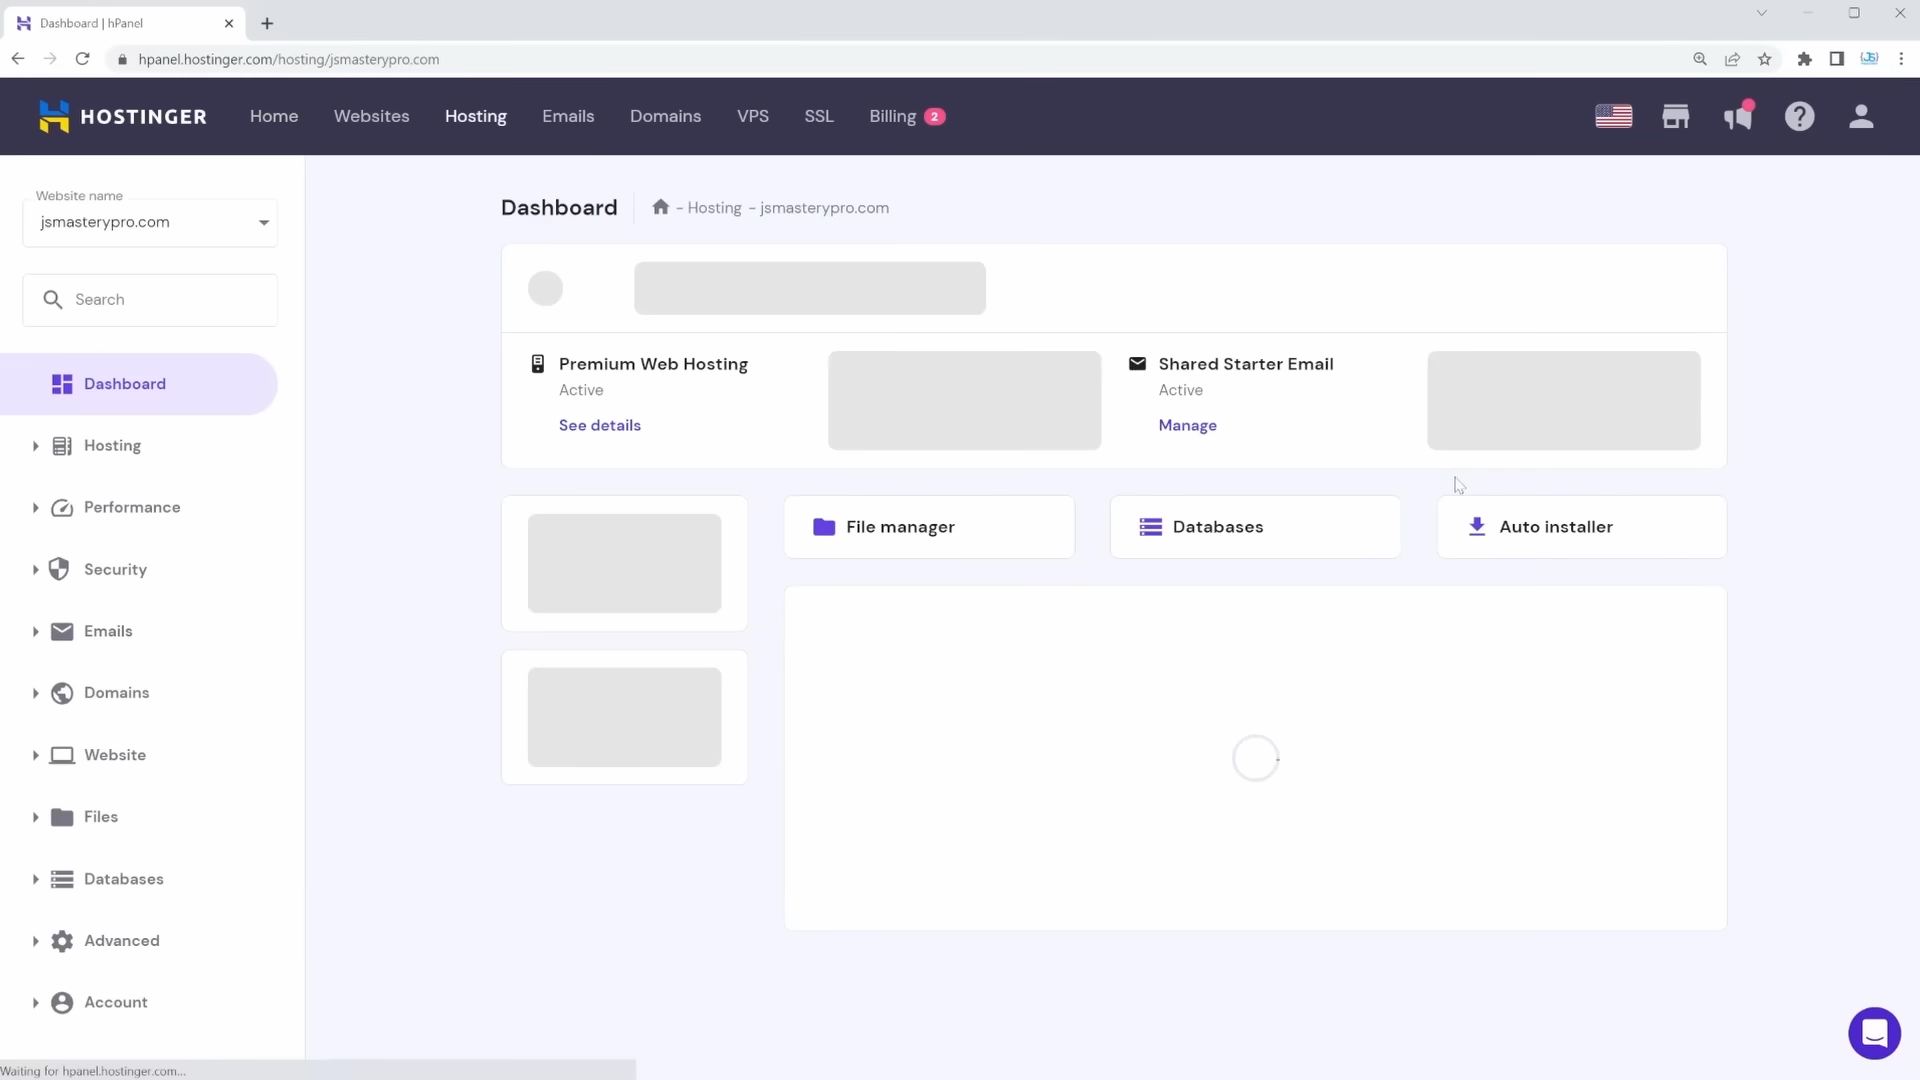 Dashboard | hPanel
hpanel.hostinger.com/hosting/jsmasterypro.com
HOSTINGER
Home
Websites
Hosting
Emails
Domains
VPS
SSL
Billing 2
Website name
jsmasterypro.com
Search
Dashboard
Hosting
Performance
Security
Emails
Domains
Website
Files
Databases
Advanced
Account
Dashboard
- Hosting - jsmasterypro.com
Premium Web Hosting
Active
See details
Shared Starter Email
Active
Manage
File manager
Databases
Auto installer
Waiting for hpanel.hostinger.com...